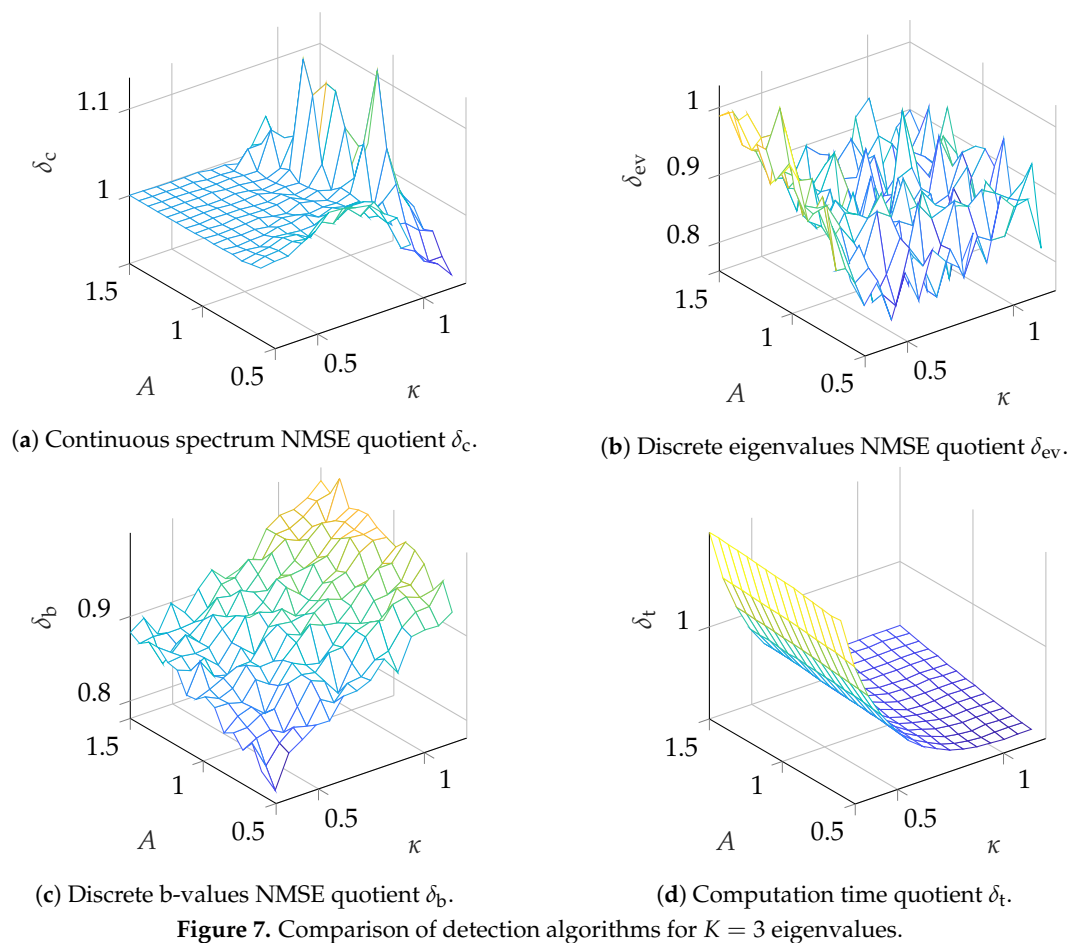 1.1
1
δc
1.5
1
0.5
A
0.5
1
κ
(a) Continuous spectrum NMSE quotient δc.
1
0.9
0.8
δev
1.5
1
0.5
A
0.5
1
κ
(b) Discrete eigenvalues NMSE quotient δev.
0.9
0.8
δb
1.5
1
0.5
A
0.5
1
κ
(c) Discrete b-values NMSE quotient δb.
1
δt
1.5
1
0.5
A
0.5
1
κ
(d) Computation time quotient δt.
Figure 7. Comparison of detection algorithms for K = 3 eigenvalues.